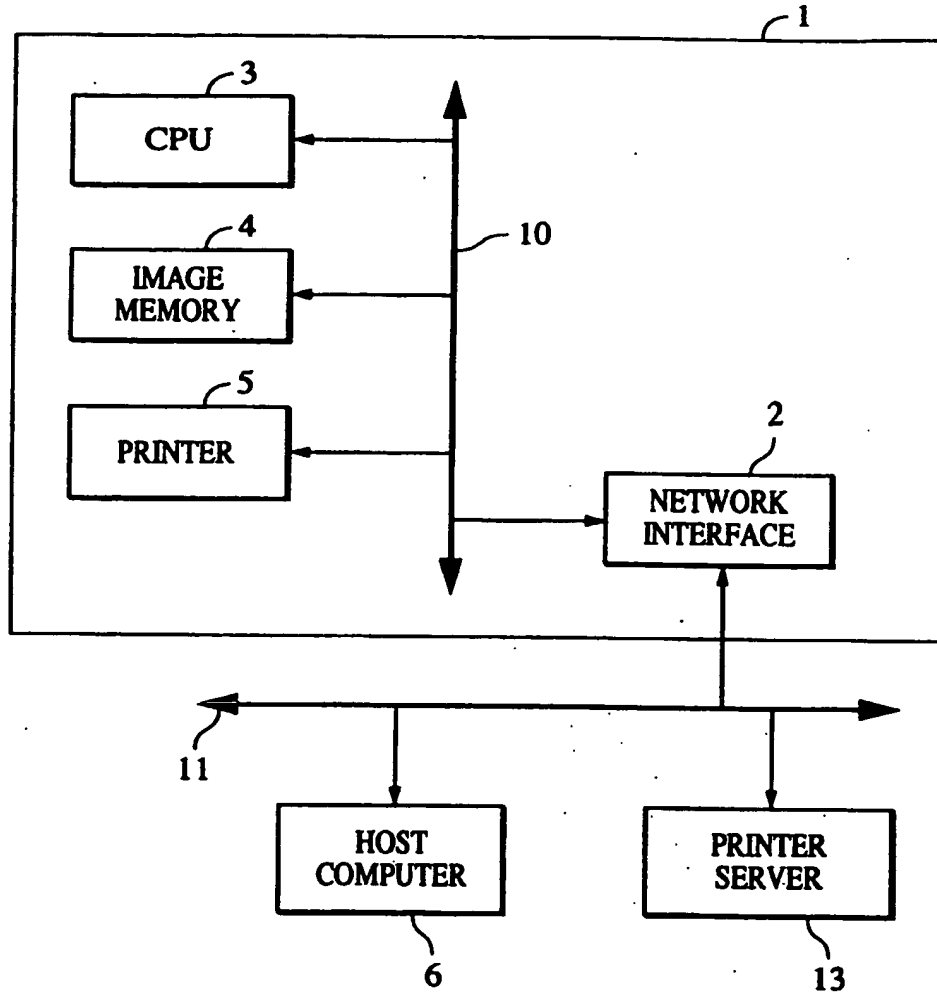 1
3
CPU
4
10
IMAGE
MEMORY
5
PRINTER
2
NETWORK
INTERFACE
11
HOST
COMPUTER
PRINTER
SERVER
6
13